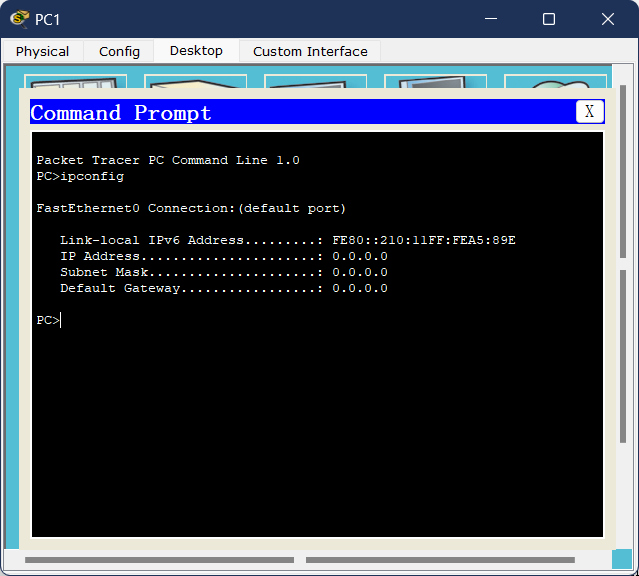 PC1
Physical Config Desktop Custom Interface
Command Prompt X
Packet Tracer PC Command Line 1.0
PC>ipconfig
FastEthernet0 Connection:(default port)
Link-local IPv6 Address.........: FE80::210:11FF:FEA5:89E
IP Address......................: 0.0.0.0
Subnet Mask.....................: 0.0.0.0
Default Gateway.................: 0.0.0.0
PC>